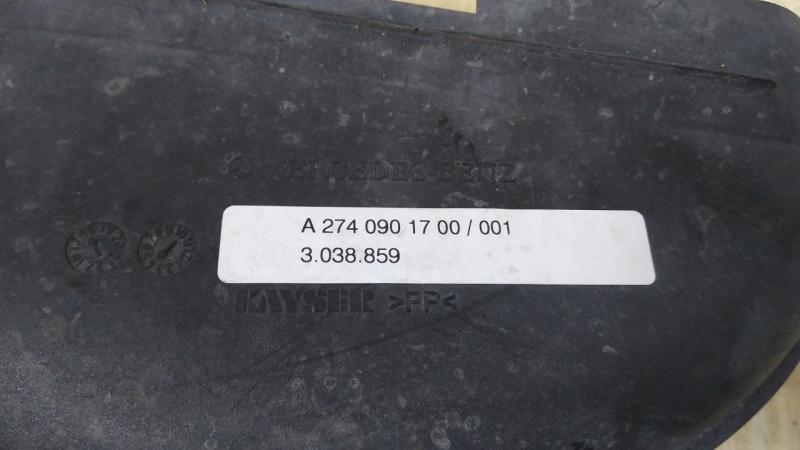 MERCEDES-BENZ
A 274 090 17 00 / 001
3.038.859
KAYSER >PP<